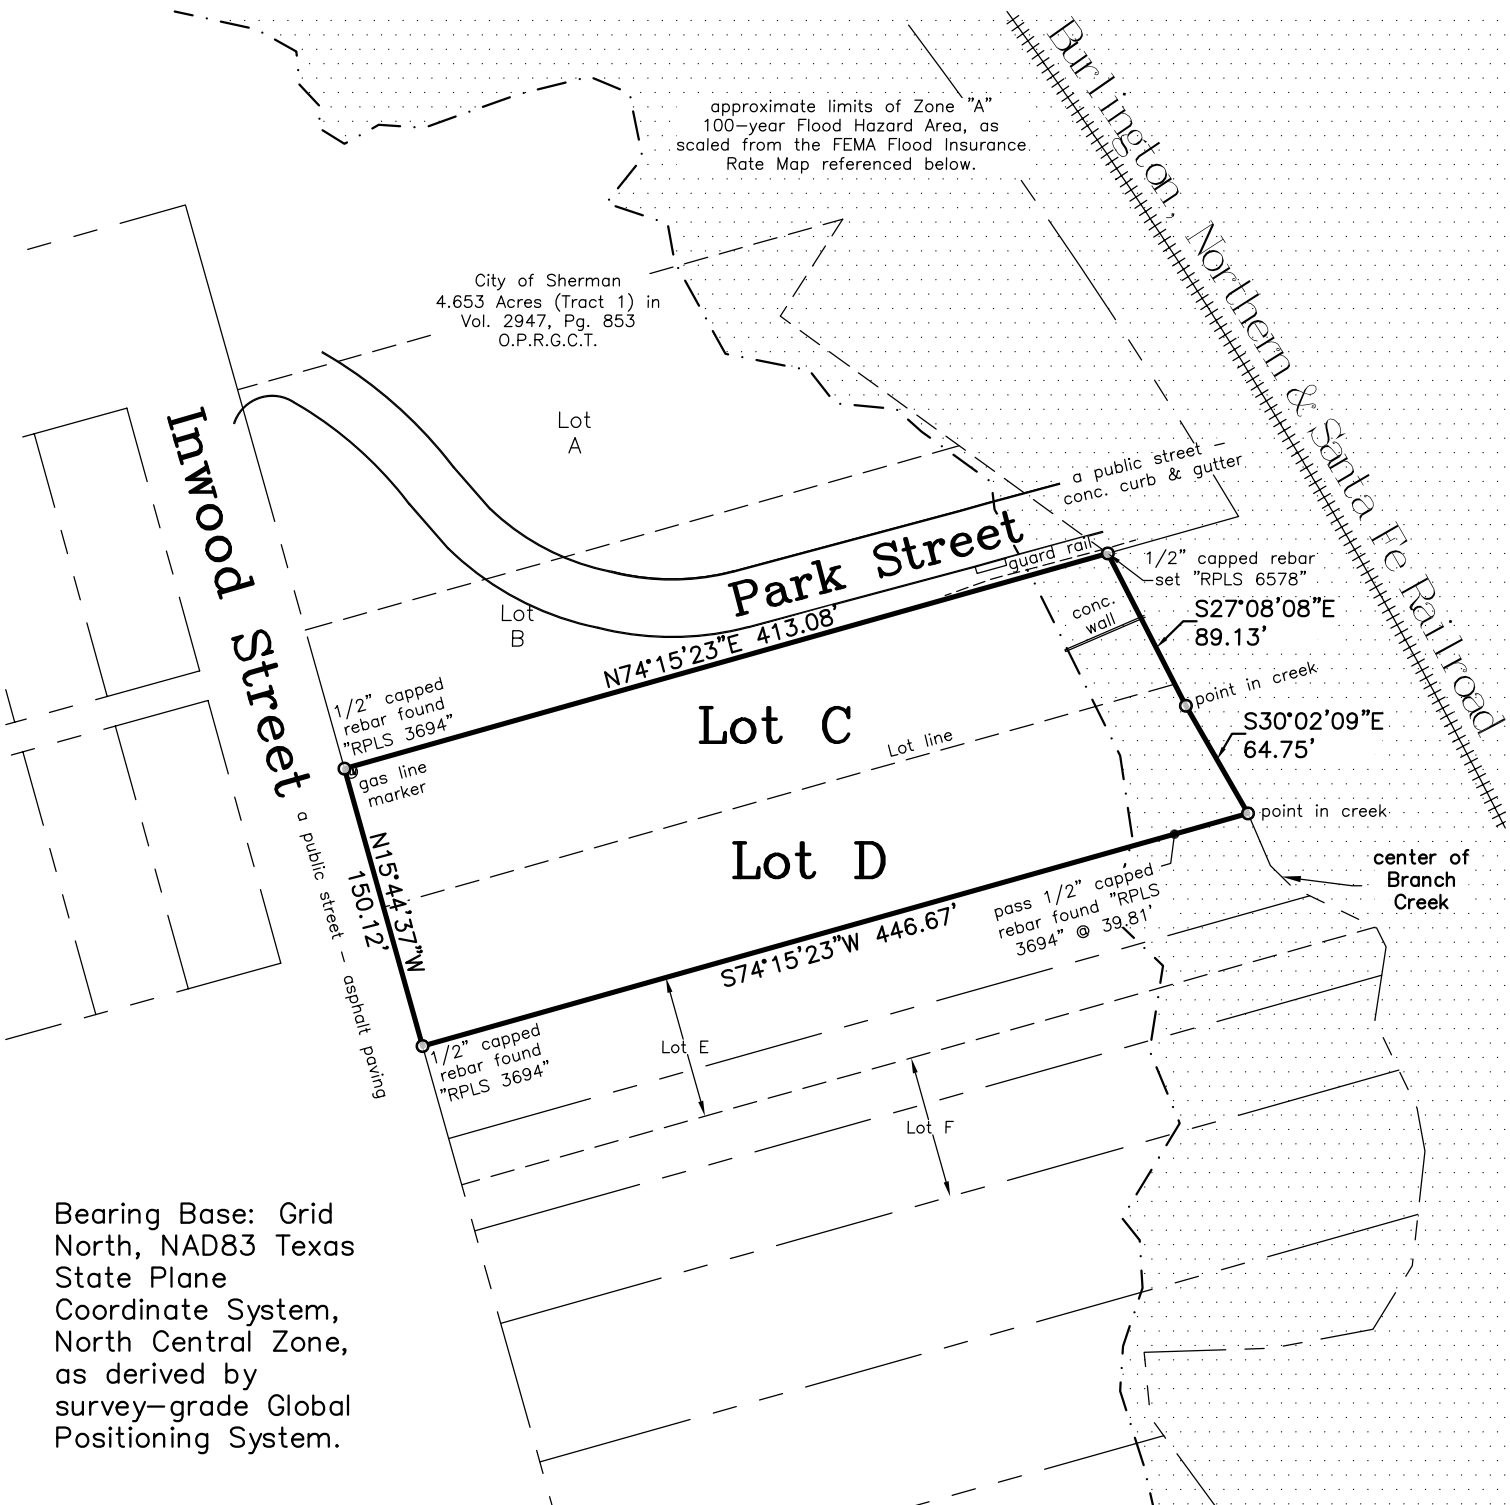 Burlington, Northern & Santa Fe Railroad
approximate limits of Zone "A"
100-year Flood Hazard Area, as
scaled from the FEMA Flood Insurance
Rate Map referenced below.
City of Sherman
4.653 Acres (Tract 1) in
Vol. 2947, Pg. 853
O.P.R.G.C.T.
Lot
A
Inwood Street
a public street - asphalt paving
a public street
conc. curb & gutter
Park Street
guard rail
1/2" capped rebar
set "RPLS 6578"
conc.
wall
S27°08'08"E
89.13'
Lot
B
N74°15'23"E 413.08'
1/2" capped
rebar found
"RPLS 3694"
gas line
marker
Lot C
Lot line
point in creek
S30°02'09"E
64.75'
point in creek
Lot D
N15°44'37"W
150.12'
center of
Branch
Creek
pass 1/2" capped
rebar found "RPLS
3694" @ 39.81'
S74°15'23"W 446.67'
1/2" capped
rebar found
"RPLS 3694"
Lot E
Lot F
Bearing Base: Grid
North, NAD83 Texas
State Plane
Coordinate System,
North Central Zone,
as derived by
survey-grade Global
Positioning System.